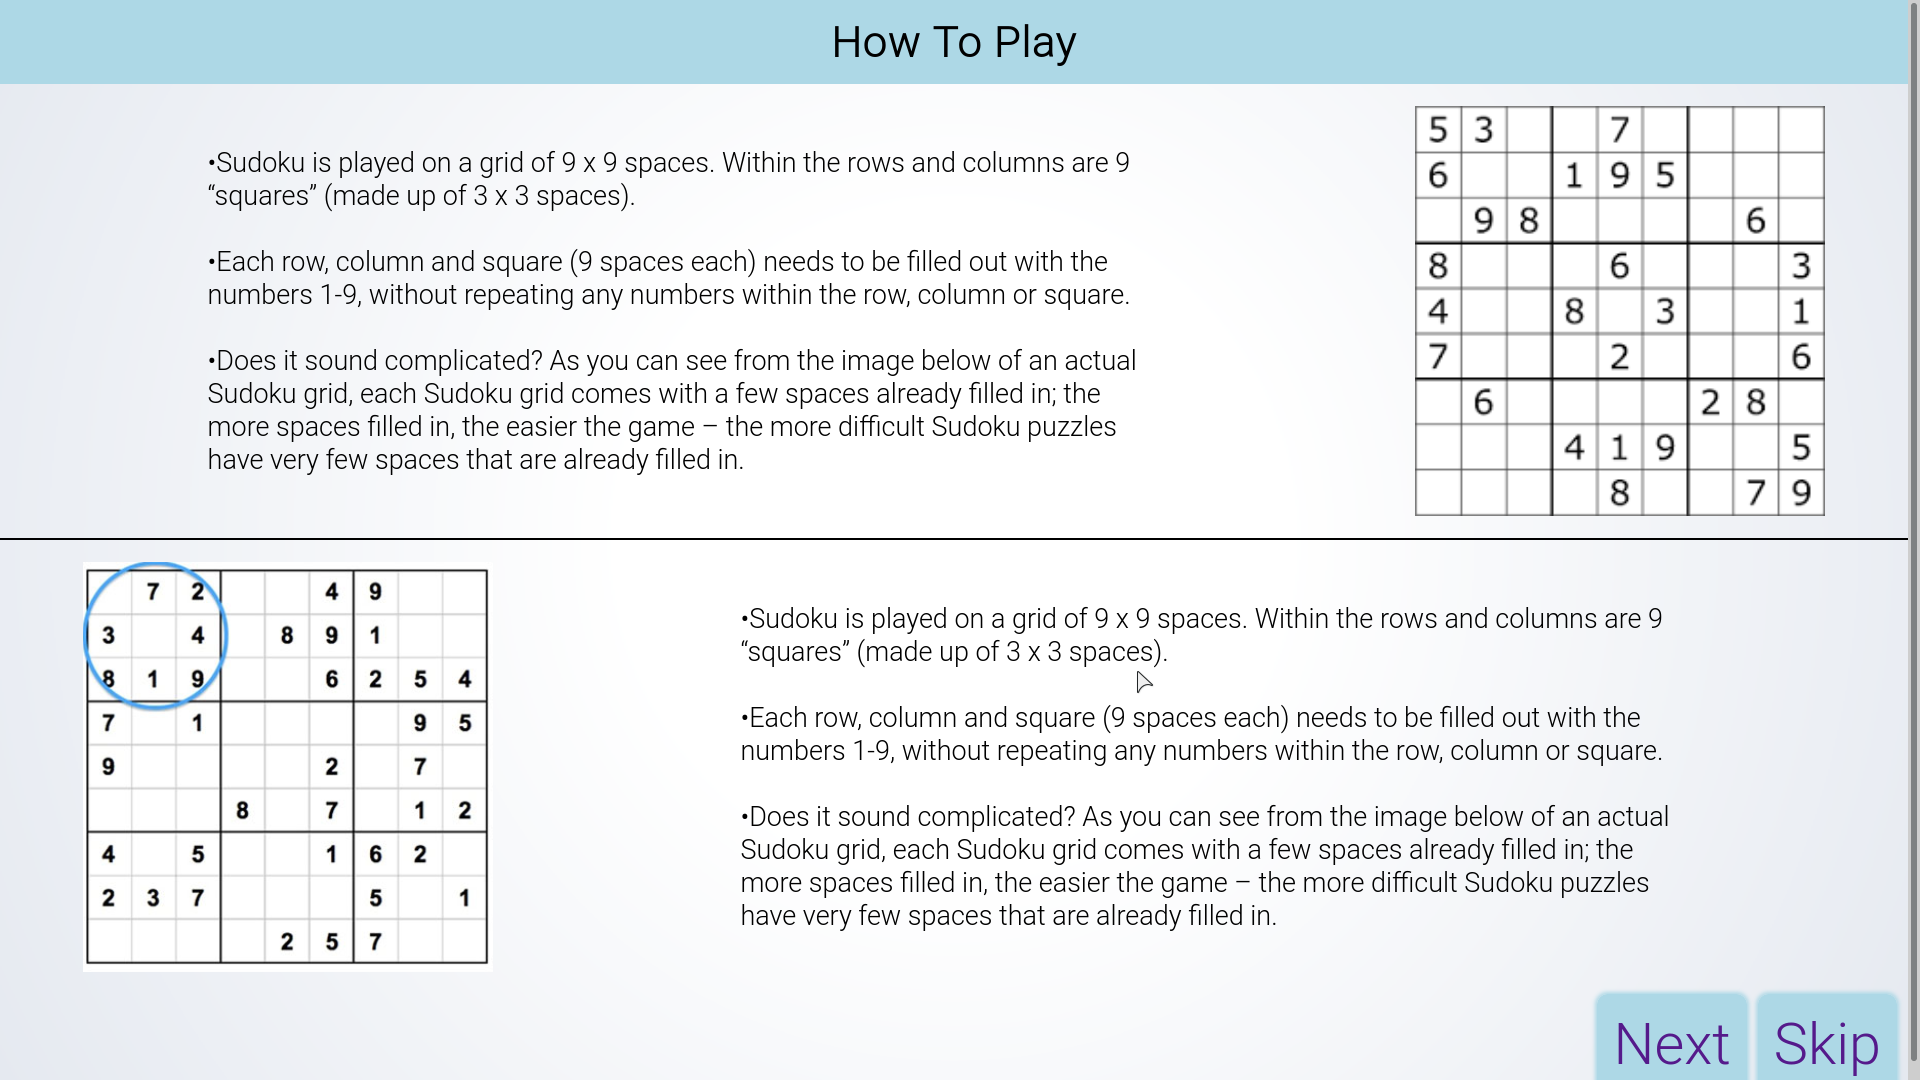 How To Play
•Sudoku is played on a grid of 9 x 9 spaces. Within the rows and columns are 9
“squares” (made up of 3 x 3 spaces).
•Each row, column and square (9 spaces each) needs to be filled out with the
numbers 1-9, without repeating any numbers within the row, column or square.
•Does it sound complicated? As you can see from the image below of an actual
Sudoku grid, each Sudoku grid comes with a few spaces already filled in; the
more spaces filled in, the easier the game – the more difficult Sudoku puzzles
have very few spaces that are already filled in.
5 3 7
6 1 9 5
9 8 6
8 6 3
4 8 3 1
7 2 6
6 2 8
4 1 9 5
8 7 9
7 2 4 9
3 4 8 9 1
8 1 9 6 2 5 4
7 1 9 5
9 2 7
8 7 1 2
4 5 1 6 2
2 3 7 5 1
2 5 7
•Sudoku is played on a grid of 9 x 9 spaces. Within the rows and columns are 9
“squares” (made up of 3 x 3 spaces).
•Each row, column and square (9 spaces each) needs to be filled out with the
numbers 1-9, without repeating any numbers within the row, column or square.
•Does it sound complicated? As you can see from the image below of an actual
Sudoku grid, each Sudoku grid comes with a few spaces already filled in; the
more spaces filled in, the easier the game – the more difficult Sudoku puzzles
have very few spaces that are already filled in.
Next Skip